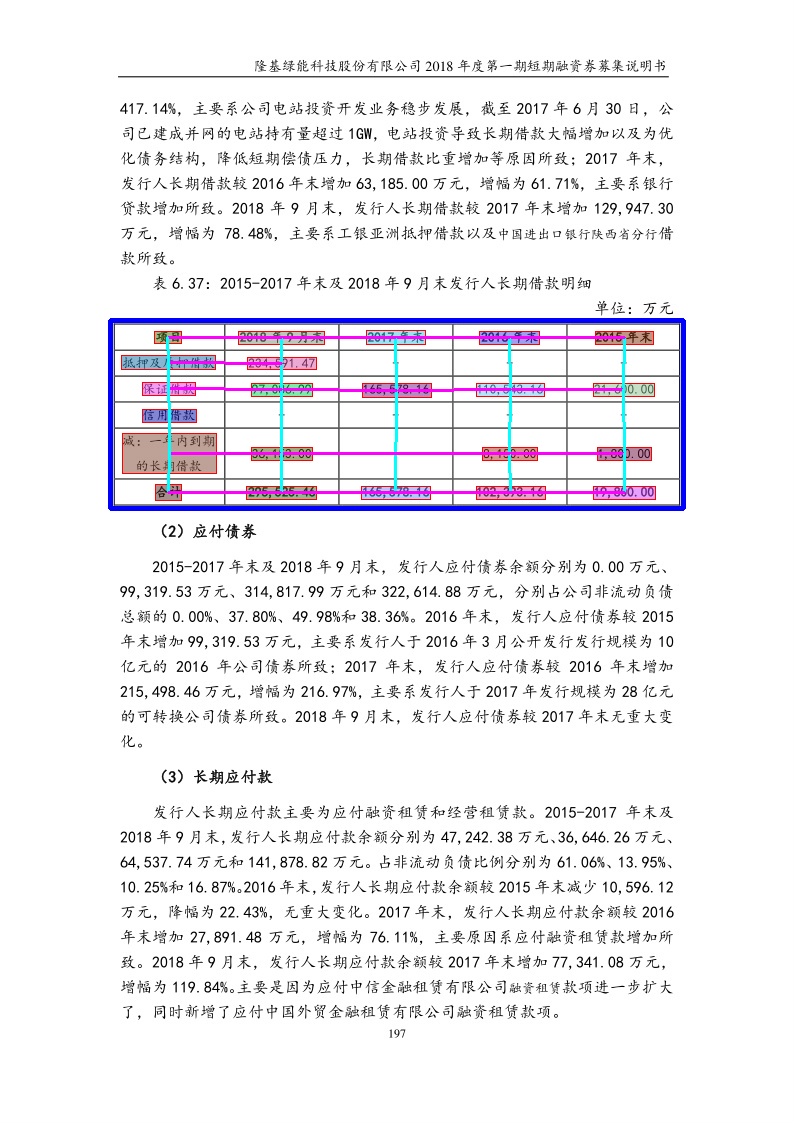 隆基绿能科技股份有限公司 2018 年度第一期短期融资券募集说明书
417.14%，主要系公司电站投资开发业务稳步发展，截至 2017 年 6 月 30 日，公
司已建成并网的电站持有量超过 1GW，电站投资导致长期借款大幅增加以及为优
化债务结构，降低短期偿债压力，长期借款比重增加等原因所致；2017 年末，
发行人长期借款较 2016 年末增加 63,185.00 万元，增幅为 61.71%，主要系银行
贷款增加所致。2018 年 9 月末，发行人长期借款较 2017 年末增加 129,947.30
万元，增幅为 78.48%，主要系工银亚洲抵押借款以及中国进出口银行陕西省分行借
款所致。
表 6.37：2015-2017 年末及 2018 年 9 月末发行人长期借款明细
单位：万元
项目 2018 年 9 月末 2017 年末 2016 年末 2015 年末
抵押及质押借款 234,691.47 - - -
保证借款 165,578.16 110,543.16 21,600.00
信用借款 - - - -
减：一年内到期
的长期借款 8,150.00 1,800.00
合计 295,525.46 165,578.16 102,393.16 19,800.00
（2）应付债券
2015-2017 年末及 2018 年 9 月末，发行人应付债券余额分别为 0.00 万元、
99,319.53 万元、314,817.99 万元和 322,614.88 万元，分别占公司非流动负债
总额的 0.00%、37.80%、49.98%和 38.36%。2016 年末，发行人应付债券较 2015
年末增加 99,319.53 万元，主要系发行人于 2016 年 3 月公开发行发行规模为 10
亿元的 2016 年公司债券所致；2017 年末，发行人应付债券较 2016 年末增加
215,498.46 万元，增幅为 216.97%，主要系发行人于 2017 年发行规模为 28 亿元
的可转换公司债券所致。2018 年 9 月末，发行人应付债券较 2017 年末无重大变
化。
（3）长期应付款
发行人长期应付款主要为应付融资租赁和经营租赁款。2015-2017 年末及
2018 年 9 月末，发行人长期应付款余额分别为 47,242.38 万元、36,646.26 万元、
64,537.74 万元和 141,878.82 万元。占非流动负债比例分别为 61.06%、13.95%、
10.25%和 16.87%。2016 年末，发行人长期应付款余额较 2015 年末减少 10,596.12
万元，降幅为 22.43%，无重大变化。2017 年末，发行人长期应付款余额较 2016
年末增加 27,891.48 万元，增幅为 76.11%，主要原因系应付融资租赁款增加所
致。2018 年 9 月末，发行人长期应付款余额较 2017 年末增加 77,341.08 万元，
增幅为 119.84%。主要是因为应付中信金融租赁有限公司融资租赁款项进一步扩大
了，同时新增了应付中国外贸金融租赁有限公司融资租赁款项。
197